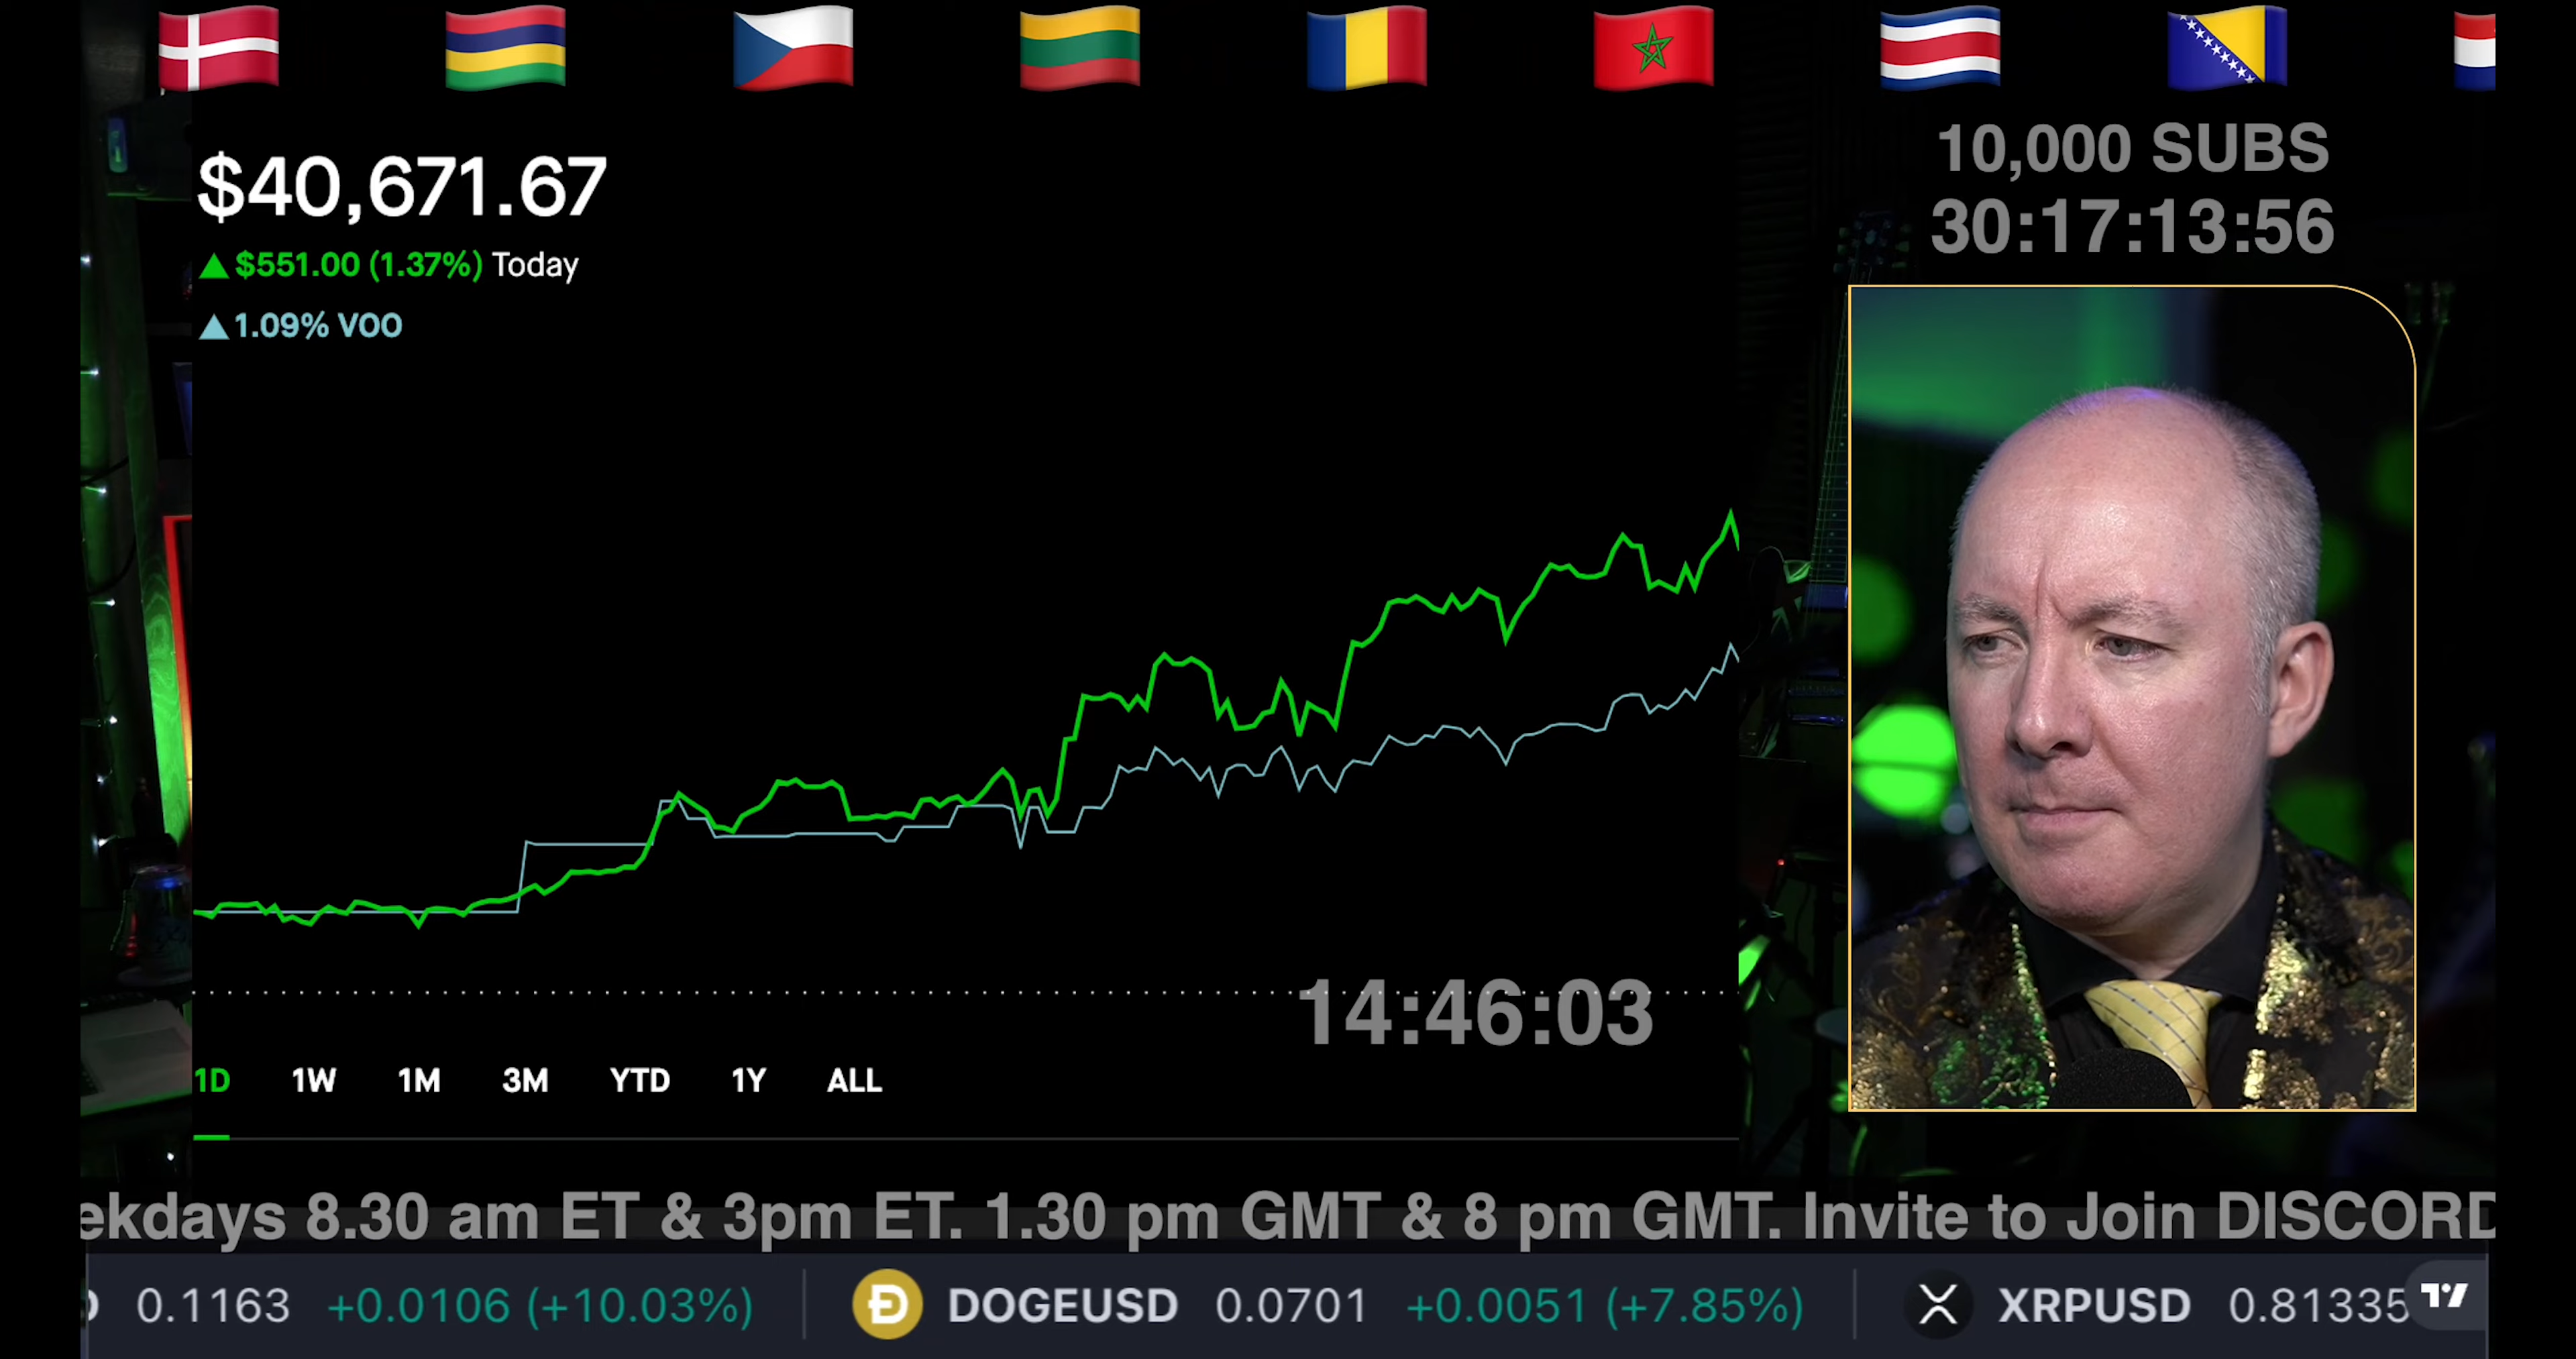 10,000 SUBS
30:17:13:56
$40,671.67
▲ $551.00 (1.37%) Today
▲ 1.09% VOO
14:46:03
1D 1W 1M 3M YTD 1Y ALL
ekdays 8.30 am ET & 3pm ET. 1.30 pm GMT & 8 pm GMT. Invite to Join DISCORD
0.1163 +0.0106 (+10.03%) DOGEUSD 0.0701 +0.0051 (+7.85%) XRPUSD 0.81335